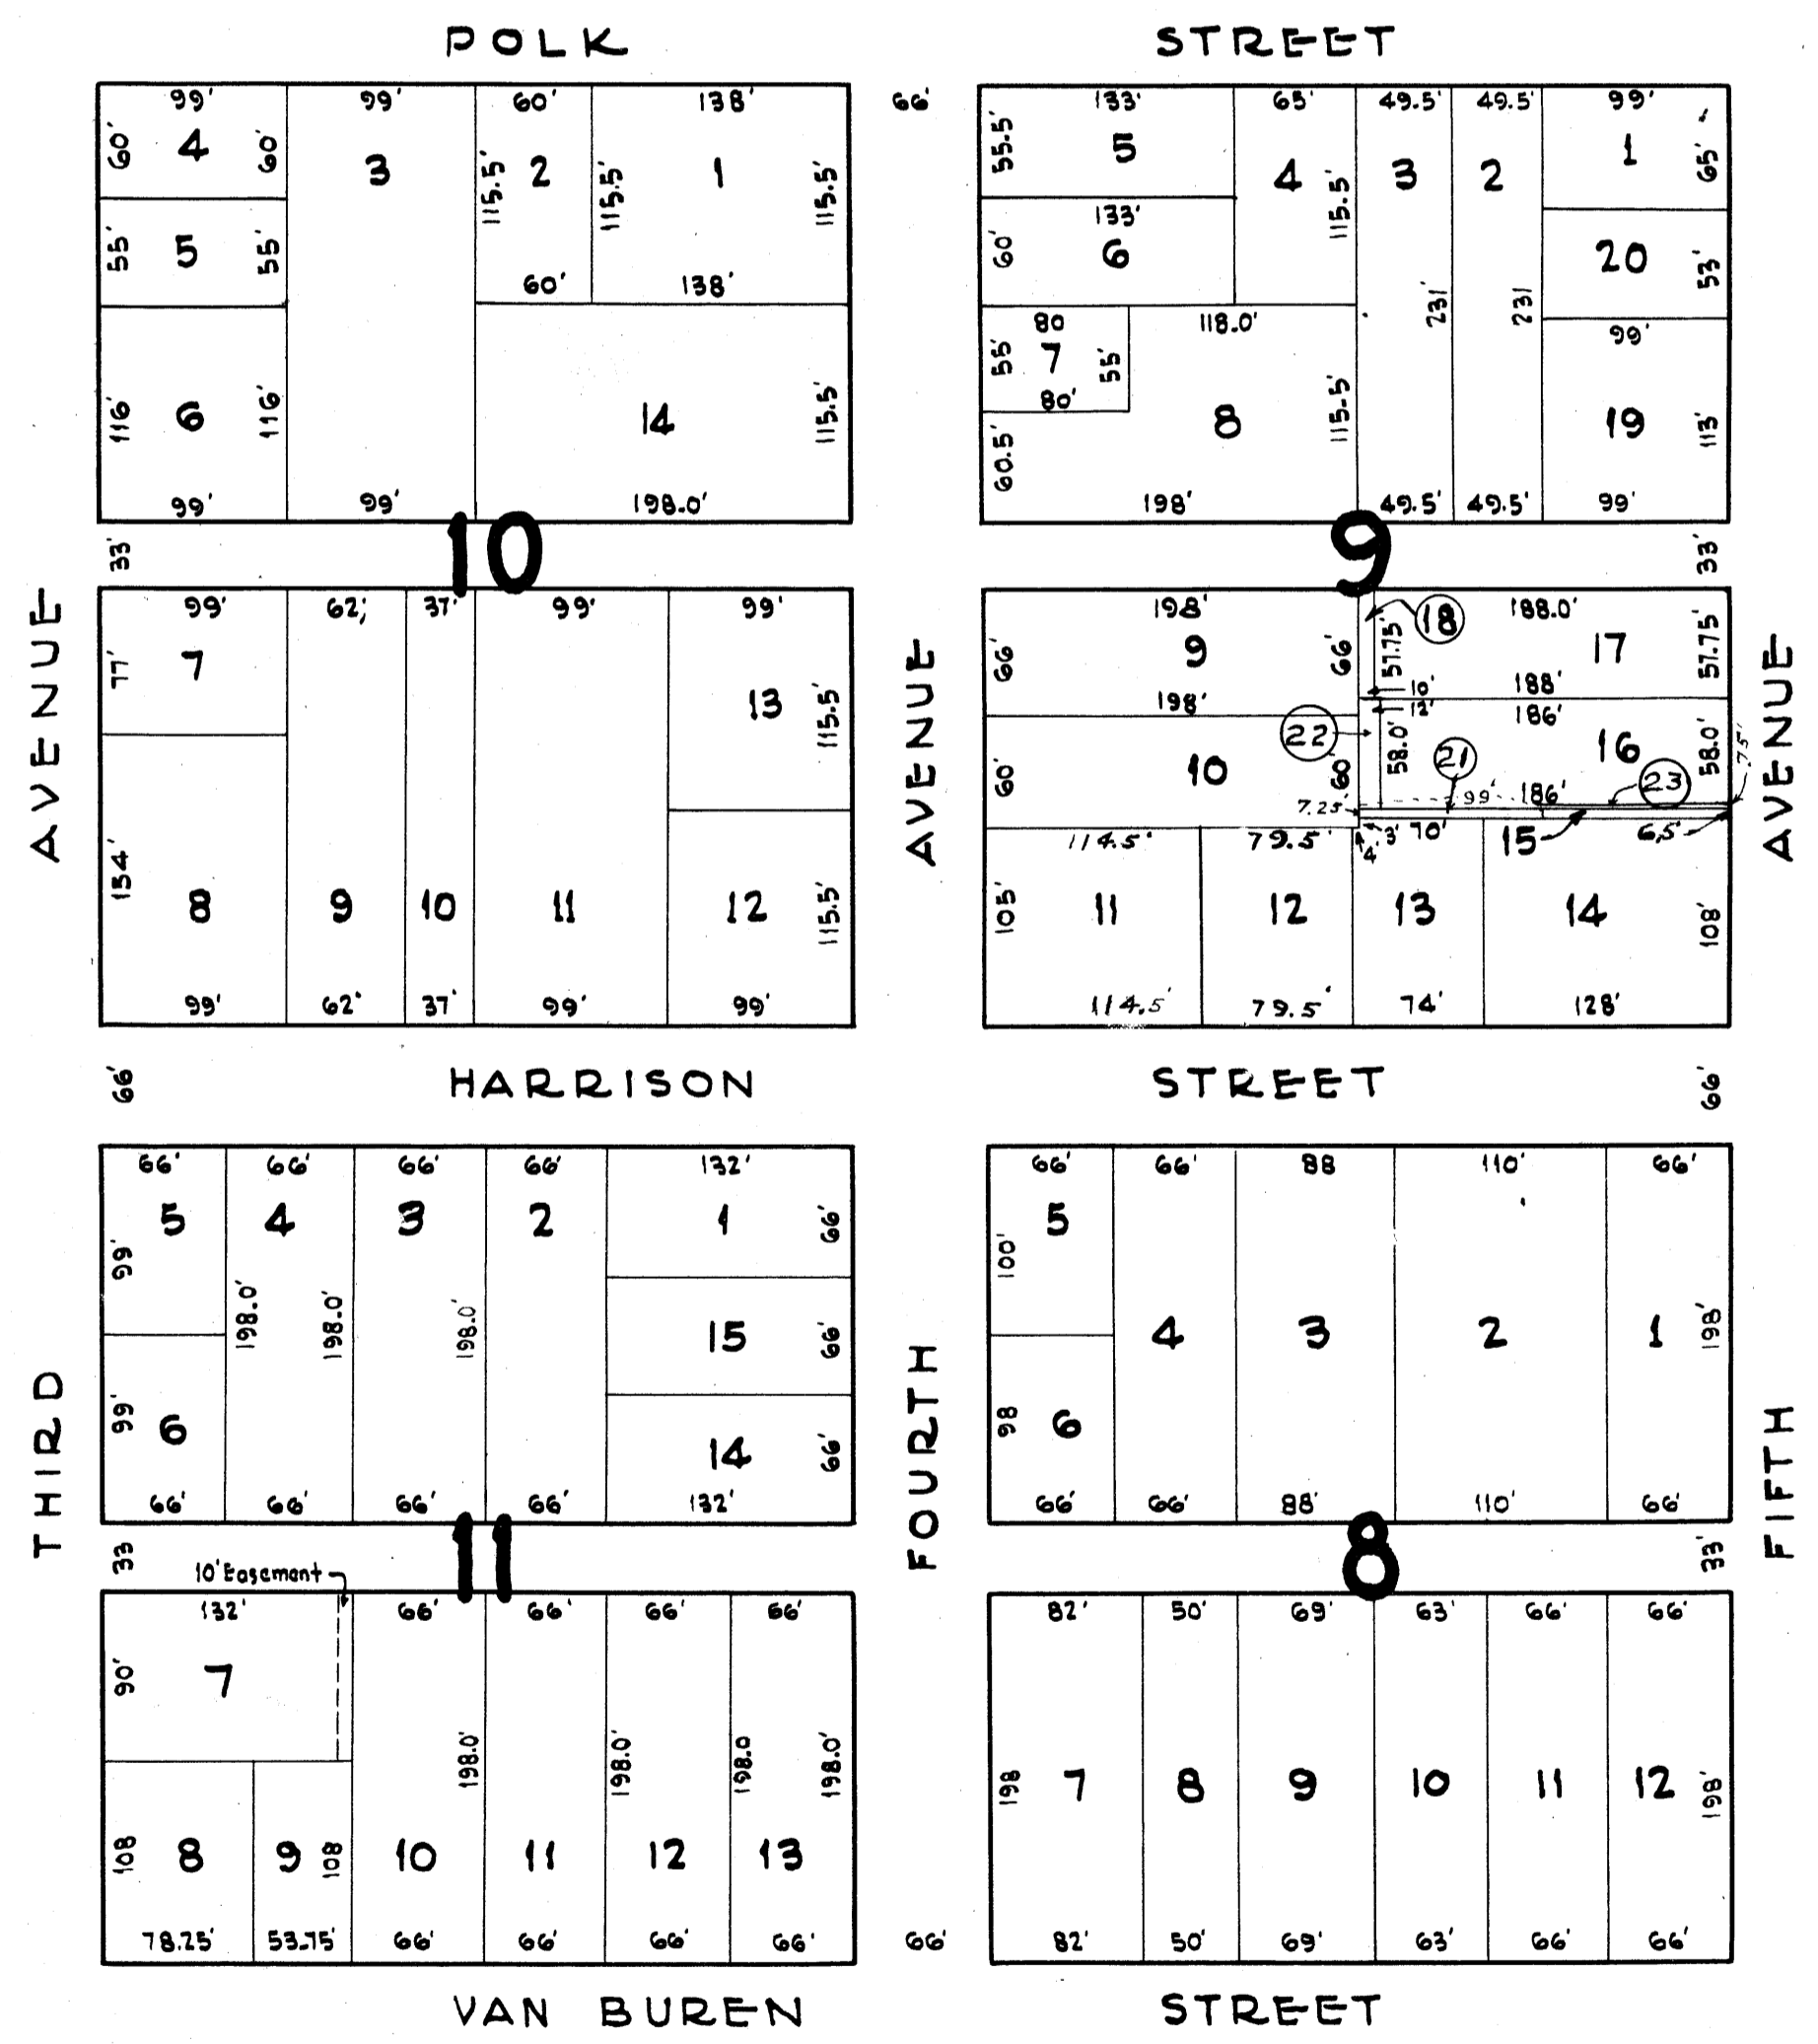 POLK STREET
99' 99' 60' 138' 66' 133' 65' 49.5' 49.5' 99'
60' 4 60' 3 115.5' 2 115.5' 1 115.5' 55.5' 5 4 115.5' 3 2 1 65'
133'
55' 5 55' 60' 6 20 53'
60' 138' 231' 231
80 118.0' 99'
55' 7 55'
80'
116' 6 116' 14 115.5' 60.5' 8 115.5' 19 113'
99' 99' 198.0' 198' 49.5' 49.5' 99'
33' 10 9 33'
99' 62' 37' 99' 99' 198' 18 188.0'
77' 7 66' 9 66' 57.75' 17 57.75'
10' 188'
13 115.5' 198' 12' 186'
22 58.0' 21 16 58.0' .75'
60' 10 60' 23
7.25' 99' 186'
114.5' 79.5' 4' 3' 70' 15 6.5'
154' 8 9 10 11 12 115.5' 105' 11 12 13 14 108'
99' 62' 37' 99' 99' 114.5' 79.5' 74' 128'
AVENUE
AVENUE
AVENUE
66' HARRISON STREET 66'
66' 66' 66' 66' 132' 66' 66' 88 110' 66'
5 4 3 2 1 66' 5
99' 100'
198.0' 198.0' 198.0' 15 66' 4 3 2 1 198'
99' 6 14 66' 98 6
66' 66' 66' 66' 132' 66' 66' 88' 110' 66'
THIRD
FOURTH
FIFTH
33 11 8 33'
10' Easement
132' 66' 66' 66' 66' 82' 50' 69' 63' 66' 66'
90' 7
198.0' 198.0' 198.0 198.0' 198 7 8 9 10 11 12 198'
108 8 9 108 10 11 12 13
78.25' 53.75' 66' 66' 66' 66' 66' 82' 50' 69' 63' 66' 66'
VAN BUREN STREET